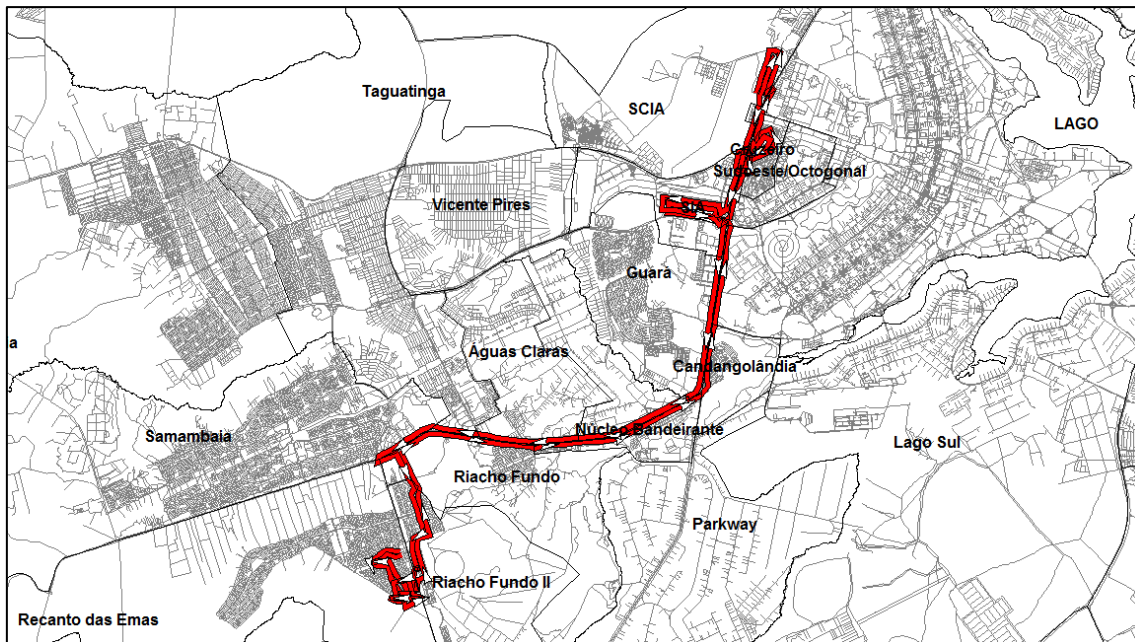 Taguatinga
SCIA
LAGO
Cruzeiro
Sudoeste/Octogonal
Vicente Pires
SIA
Guará
a
Águas Claras
Candangolândia
Samambaia
Núcleo Bandeirante
Lago Sul
Riacho Fundo
Parkway
Riacho Fundo II
Recanto das Emas